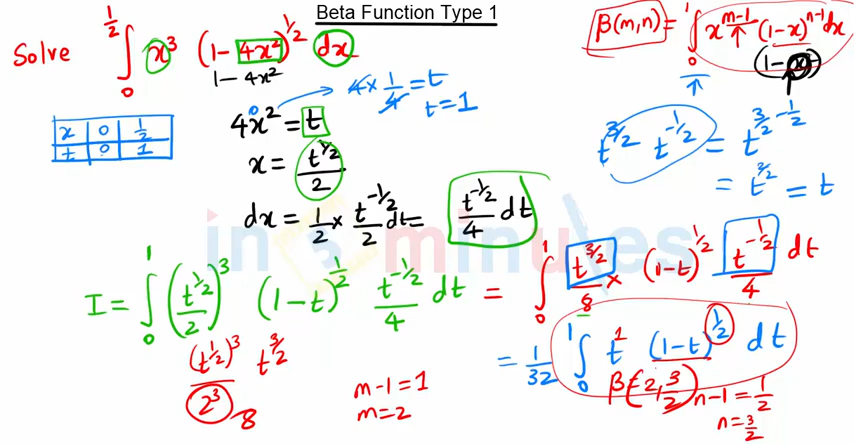 Beta Function Type 1
Solve ∫₀^{1/2} x³ (1 - 4x²)^{1/2} dx
1 - 4x²
β(m,n) = ∫₀¹ x^{m-1} (1-x)^{n-1} dx
(1-x)
4x² = t
4 × 1/4 = t
t = 1
x 0 1/2
t 0 1
x = t^{1/2}/2
dx = 1/2 × t^{-1/2}/2 dt = t^{-1/2}/4 dt
t^{3/2} t^{-1/2} = t^{3/2 - 1/2}
= t^{2/2} = t
in 3 minutes
I = ∫₀¹ (t^{1/2}/2)³ (1-t)^{1/2} t^{-1/2}/4 dt = ∫₀¹ t^{3/2}/8 × (1-t)^{1/2} t^{-1/2}/4 dt
(t^{1/2})³/2³ t^{3/2}
8
= 1/32 ∫₀¹ t¹ (1-t)^{1/2} dt
β(2, 3/2)
m-1 = 1
m = 2
n-1 = 1/2
n = 3/2